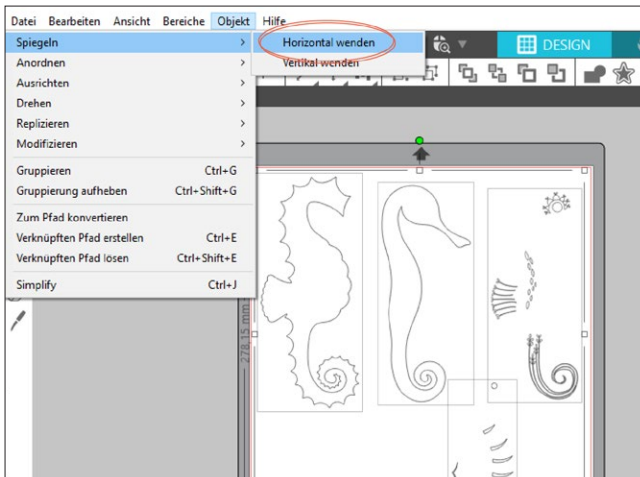 Datei Bearbeiten Ansicht Bereiche Objekt Hilfe
Spiegeln >
Horizontal wenden
Vertikal wenden
DESIGN
Anordnen >
Ausrichten >
Drehen >
Replizieren >
Modifizieren >
Gruppieren Ctrl+G
Gruppierung aufheben Ctrl+Shift+G
Zum Pfad konvertieren
Verknüpften Pfad erstellen Ctrl+E
Verknüpften Pfad lösen Ctrl+Shift+E
Simplify Ctrl+J
278,15 mm